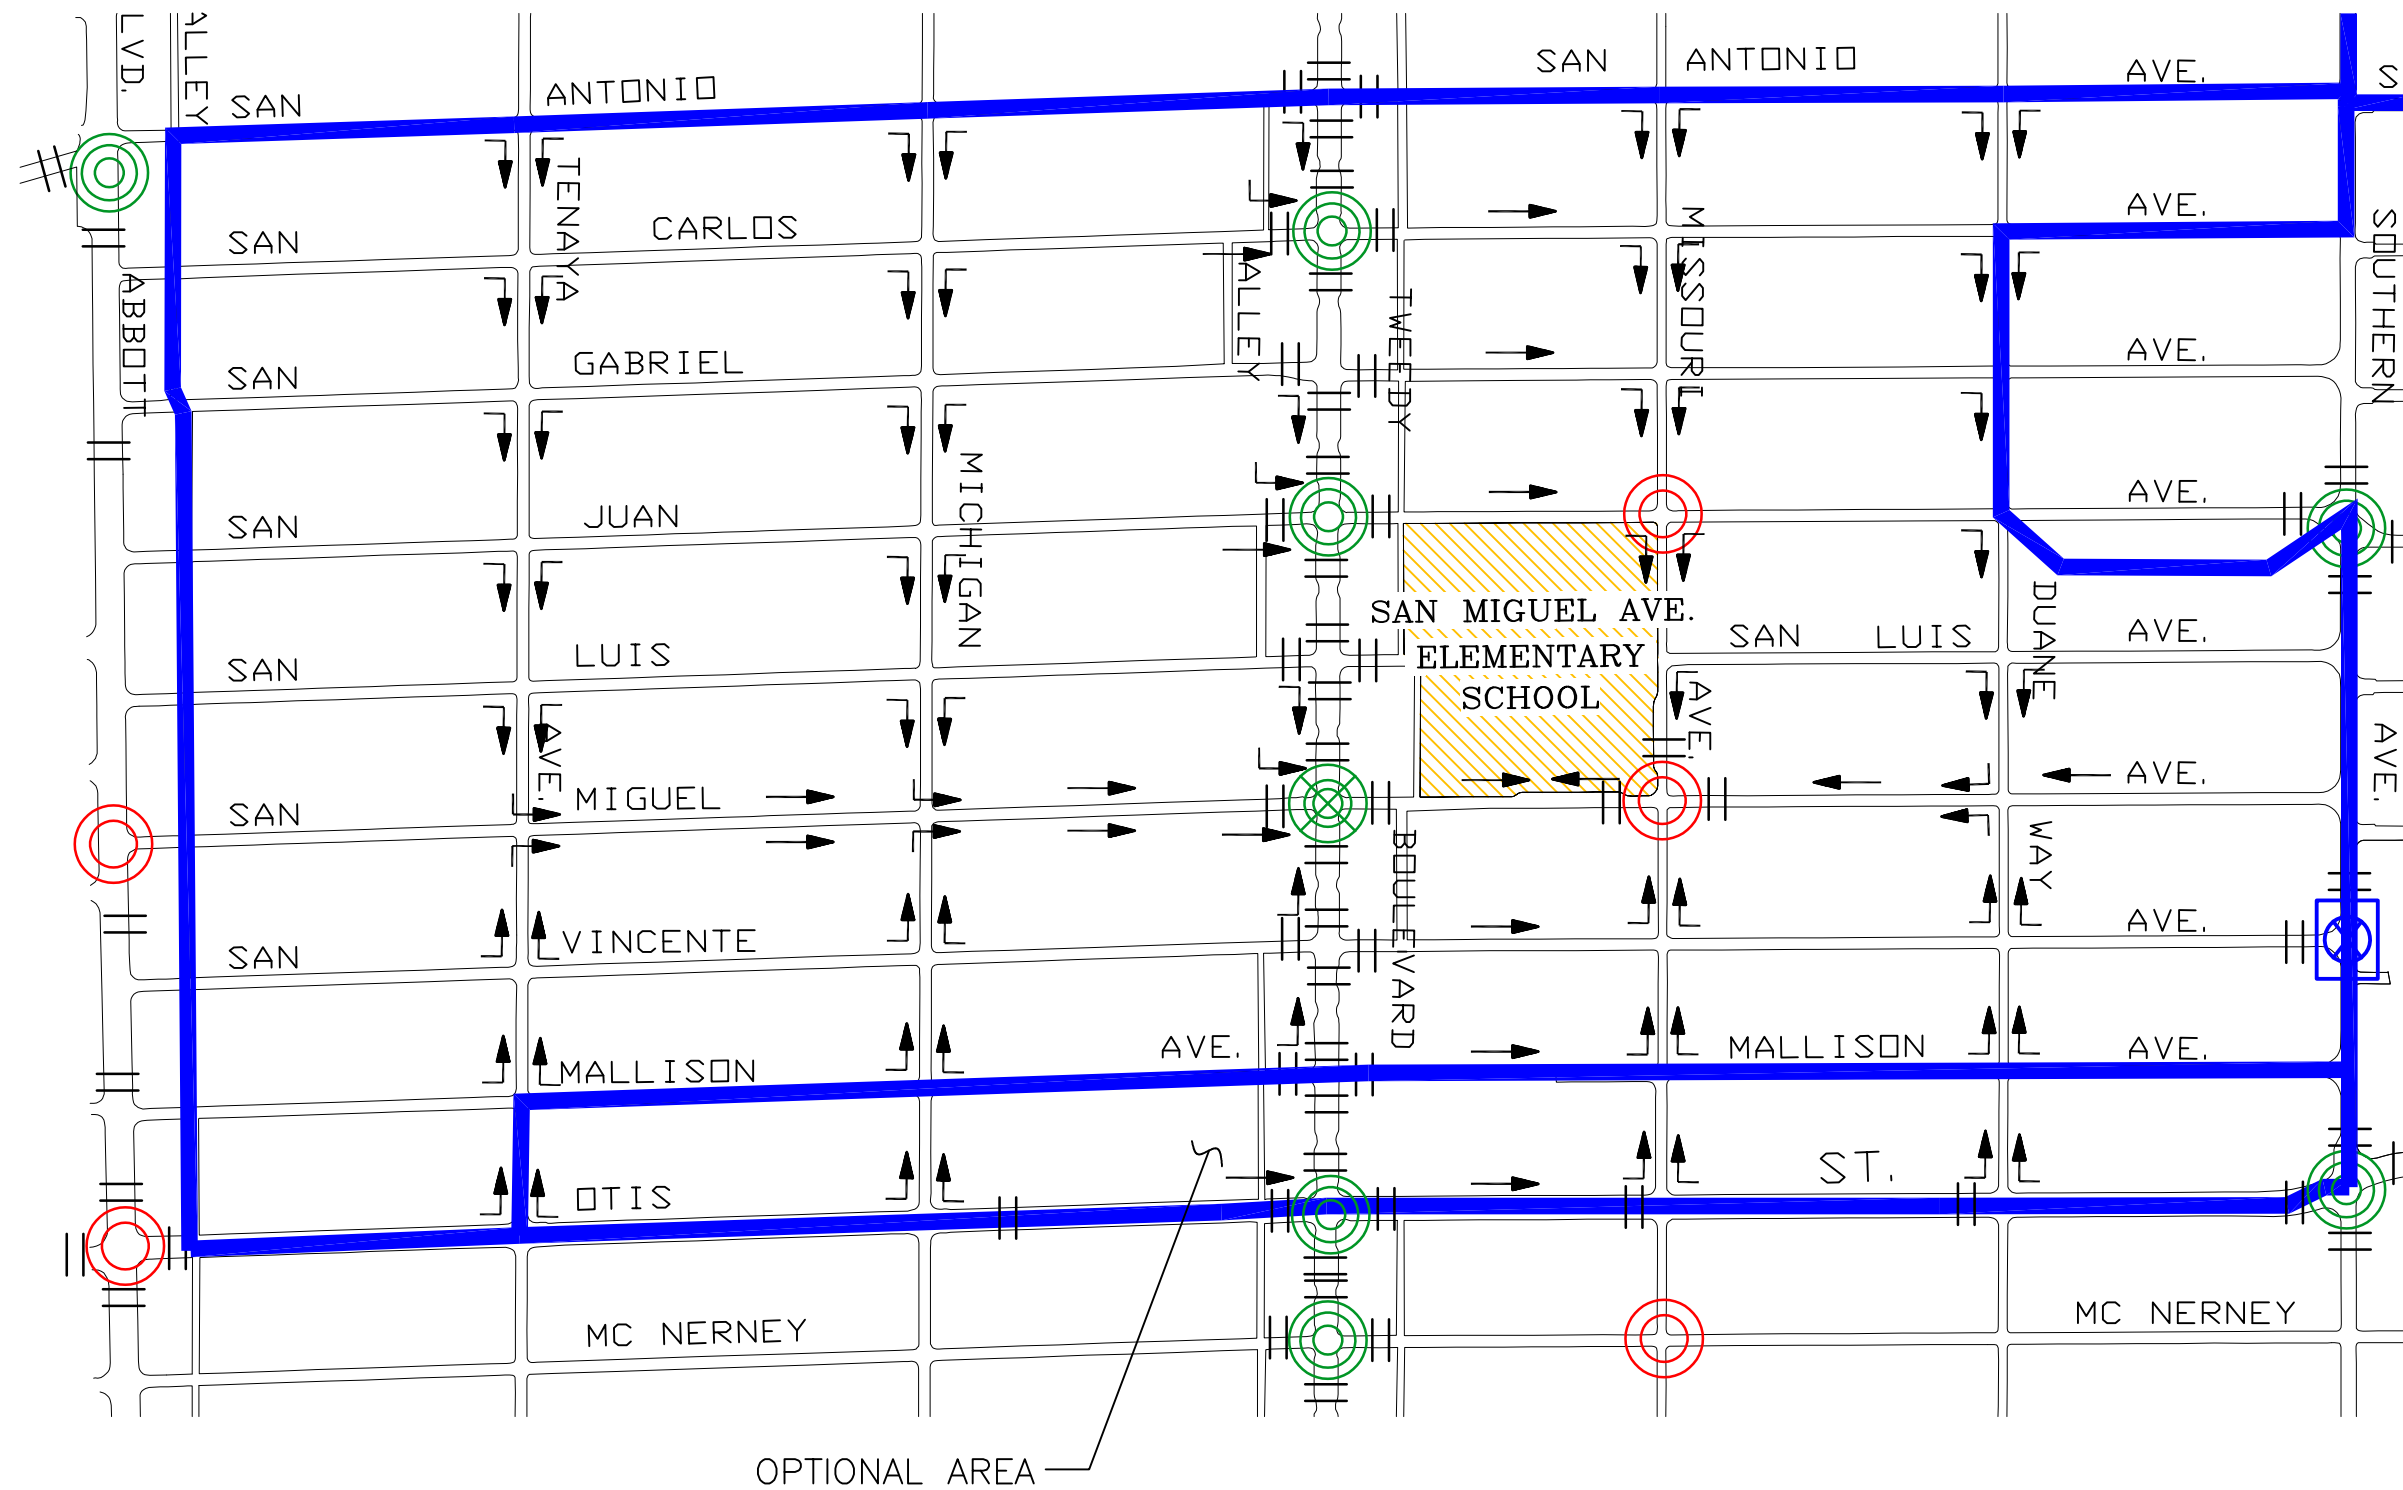 LVD.
ALLEY
SAN ANTONIO
SAN ANTONIO
AVE.
S
TENAYA
SAN CARLOS
AVE.
MISSOURI
SOUTHERN
ABBOTT
ALLEY
TWEEDY
SAN GABRIEL
AVE.
MICHIGAN
SAN JUAN
AVE.
SAN MIGUEL AVE.
ELEMENTARY
SCHOOL
SAN LUIS
SAN LUIS
AVE.
DUANE
AVE.
AVE.
AVE.
SAN MIGUEL
AVE.
WAY
BOULEVARD
SAN VINCENTE
AVE.
MALLISON
AVE.
MALLISON
AVE.
OTIS
ST.
MC NERNEY
MC NERNEY
OPTIONAL AREA